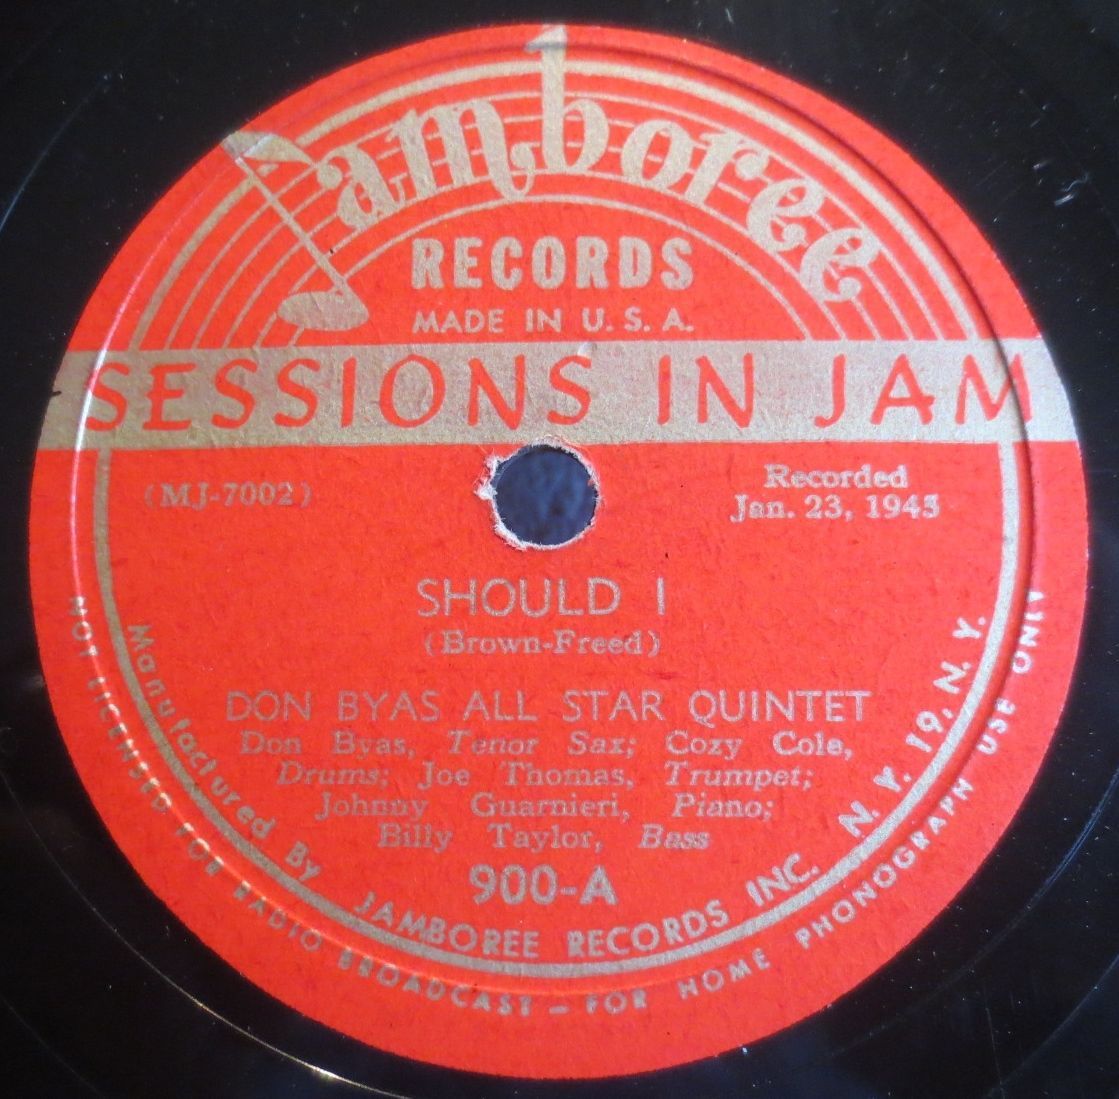 Jamboree
RECORDS
MADE IN U. S. A.
SESSIONS IN JAM
(MJ-7002)
Recorded
Jan. 23, 1945
SHOULD I
(Brown-Freed)
DON BYAS ALL STAR QUINTET
Don Byas, Tenor Sax; Cozy Cole,
Drums; Joe Thomas, Trumpet;
Johnny Guarnieri, Piano;
Billy Taylor, Bass
900-A
Manufactured By JAMBOREE RECORDS INC. N. Y. 19, N. Y.
NOT LICENSED FOR RADIO BROADCAST — FOR HOME PHONOGRAPH USE ONLY